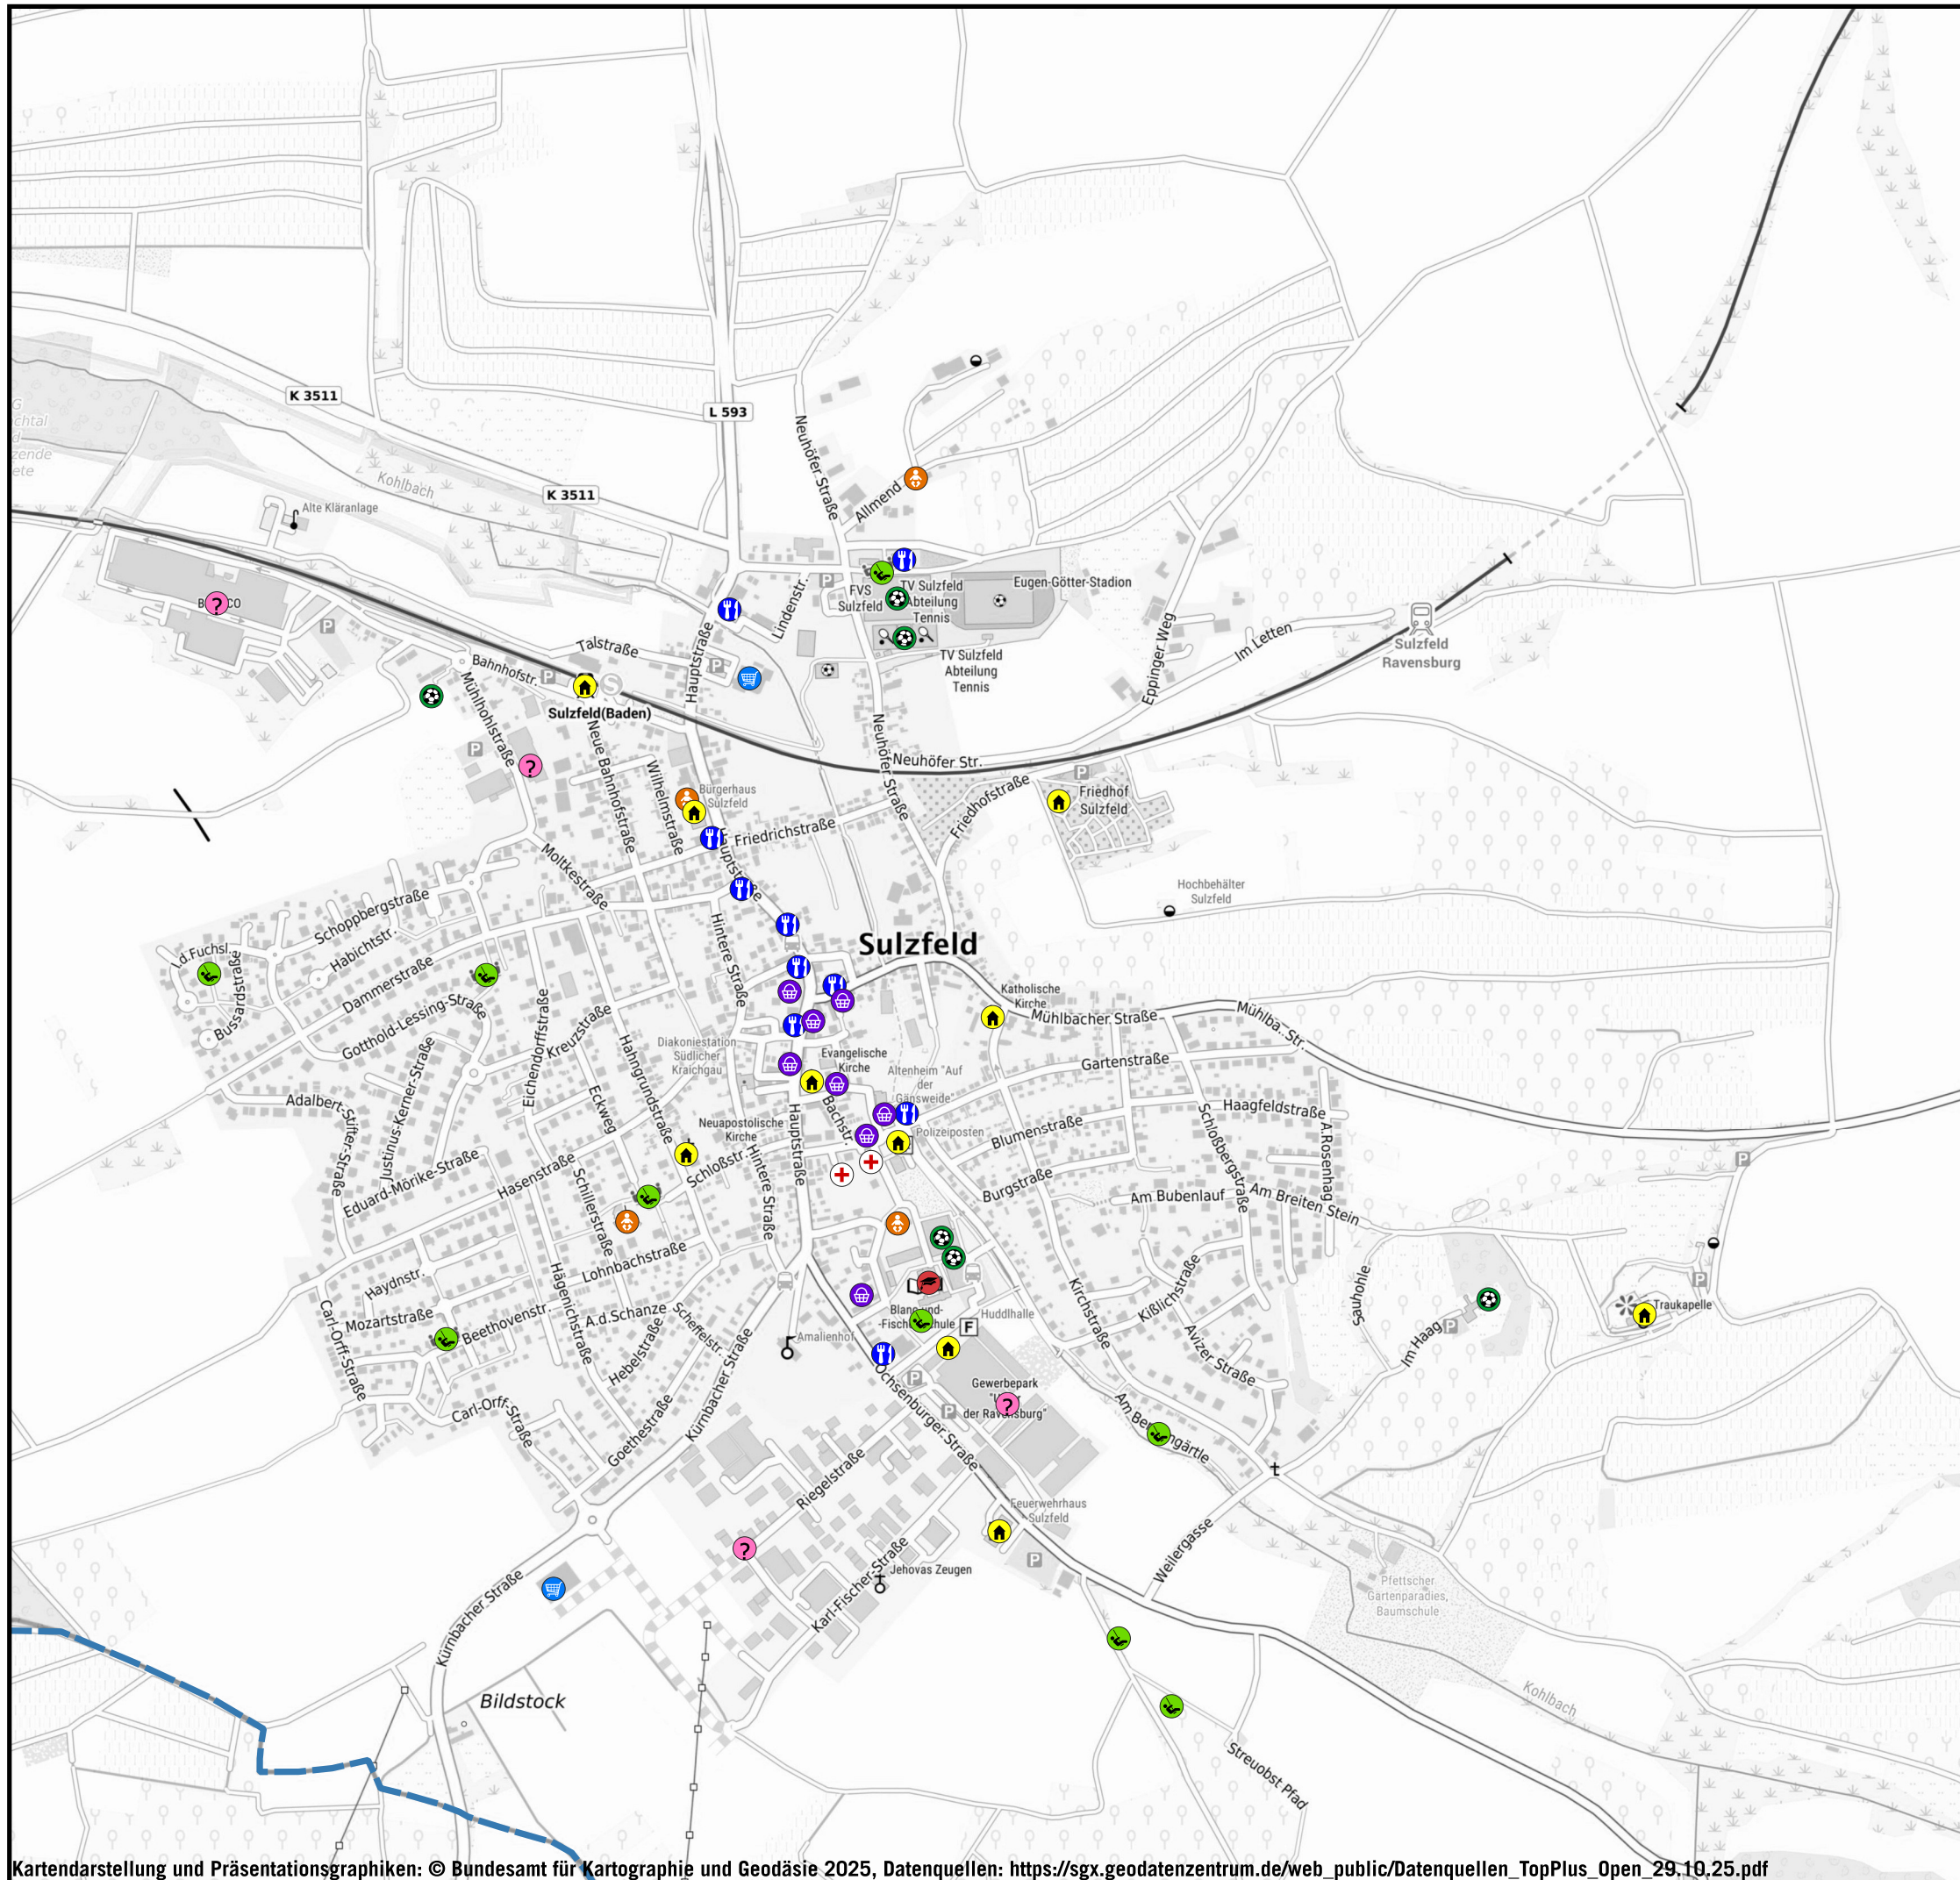 K 3511
L 593
Neuhöfer Straße
Kohlbach
K 3511
Alte Kläranlage
Allmend
Eugen-Götter-Stadion
FVS
Sulzfeld
TV Sulzfeld
Abteilung
Tennis
TV Sulzfeld
Abteilung
Tennis
Lindenstr.
Hauptstraße
Talstraße
Bahnhofstr.
Mühlhohlstraße
Sulzfeld(Baden)
Eppinger Weg
Im Letten
Sulzfeld
Ravensburg
Neuhöfer Straße
Neuhöfer Str.
Neue Bahnhofstraße
Wilhelmstraße
Bürgerhaus
Sulzfeld
Friedrichstraße
Friedhofstraße
Friedhof
Sulzfeld
Moltkestraße
Hochbehälter
Sulzfeld
Schoppbergstraße
Habichtstr.
I.d.Fuchsl.
Bussardstraße
Dammerstraße
Gotthold-Lessing-Straße
Hintere Straße
Sulzfeld
Katholische
Kirche
Mühlbacher Straße
Mühlba. Str.
Eichendorffstraße
Kreuzstraße
Hahngrundstraße
Diakoniestation
Südlicher
Kraichgau
Evangelische
Kirche
Altenheim "Auf
der
Gänsweide"
Gartenstraße
Adalbert-Stifter-Straße
Justinus-Kerner-Straße
Eckweg
Neuapostolische
Kirche
Hauptstraße
Bachstr.
Polizeiposten
Blumenstraße
Haagfeldstraße
A.Rosenhag
Schloßbergstraße
Eduard-Mörike-Straße
Hasenstraße
Schillerstraße
Schloßstr.
Hintere Straße
Burgstraße
Am Bubenlauf
Am Breiten Stein
Lohnbachstraße
Haydnstr.
Mozartstraße
Beethovenstr.
Hägenichstraße
A.d.Schanze
Scheffelstr.
Hebelstraße
Carl-Orff-Straße
Carl-Orff-Straße
Goethestraße
Kürnbacher Straße
Amalienhof
Huddlhalle
F
Kirchstraße
Kißlichstraße
Avizer Straße
Sauhohle
Im Haag
Traukapelle
Gewerbepark
der Ravensburg"
Ochsenburger Straße
Riegelstraße
Feuerwehrhaus
Sulzfeld
Weilergasse
Karl-Fischer-Straße
Jehovas Zeugen
Pfettscher
Gartenparadies,
Baumschule
Kürnbacher Straße
Bildstock
Kohlbach
Streuobst Pfad
Kartendarstellung und Präsentationsgraphiken: © Bundesamt für Kartographie und Geodäsie 2025, Datenquellen: https://sgx.geodatenzentrum.de/web_public/Datenquellen_TopPlus_Open_29.10.25.pdf